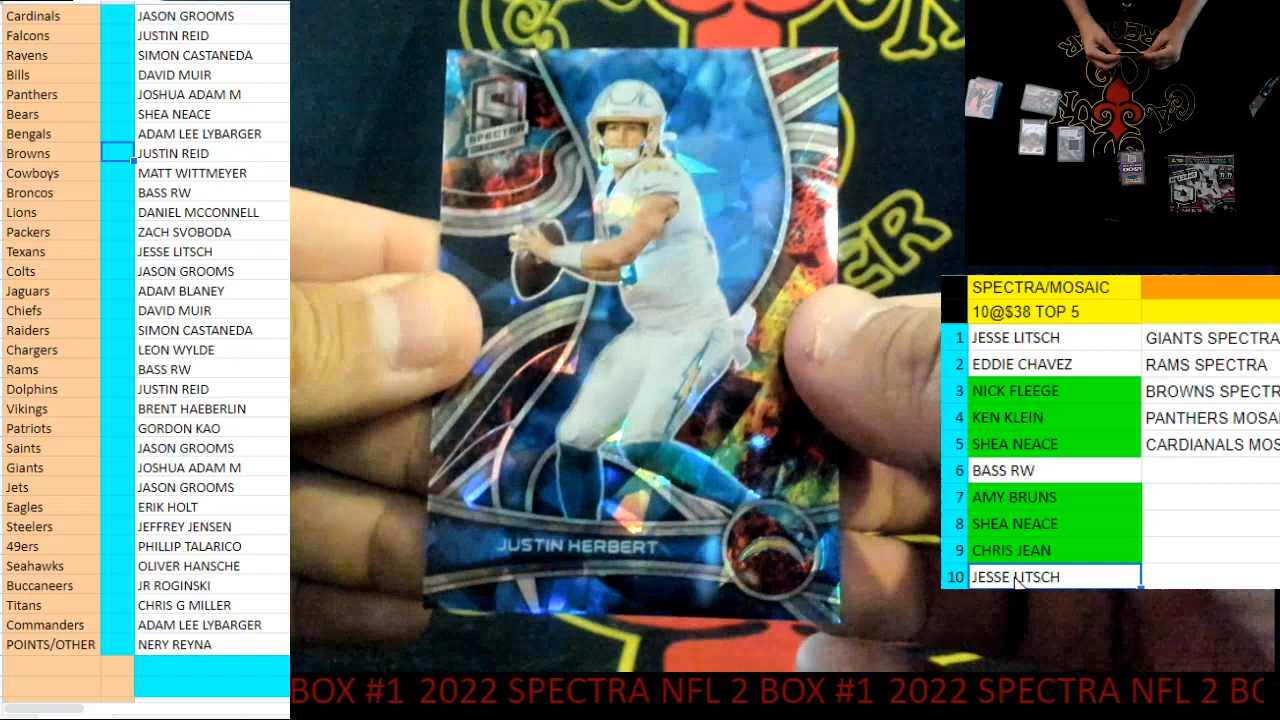 Cardinals JASON GROOMS
Falcons JUSTIN REID
Ravens SIMON CASTANEDA
Bills DAVID MUIR
Panthers JOSHUA ADAM M
Bears SHEA NEACE
Bengals ADAM LEE LYBARGER
Browns JUSTIN REID
Cowboys MATT WITTMEYER
Broncos BASS RW
Lions DANIEL MCCONNELL
Packers ZACH SVOBODA
Texans JESSE LITSCH
Colts JASON GROOMS
Jaguars ADAM BLANEY
Chiefs DAVID MUIR
Raiders SIMON CASTANEDA
Chargers LEON WYLDE
Rams BASS RW
Dolphins JUSTIN REID
Vikings BRENT HAEBERLIN
Patriots GORDON KAO
Saints JASON GROOMS
Giants JOSHUA ADAM M
Jets JASON GROOMS
Eagles ERIK HOLT
Steelers JEFFREY JENSEN
49ers PHILLIP TALARICO
Seahawks OLIVER HANSCHE
Buccaneers JR ROGINSKI
Titans CHRIS G MILLER
Commanders ADAM LEE LYBARGER
POINTS/OTHER NERY REYNA
SPECTRA
JUSTIN HERBERT
SPECTRA/MOSAIC
10@$38 TOP 5
1 JESSE LITSCH GIANTS SPECTRA
2 EDDIE CHAVEZ RAMS SPECTRA
3 NICK FLEEGE BROWNS SPECTR
4 KEN KLEIN PANTHERS MOSA
5 SHEA NEACE CARDIANALS MOS
6 BASS RW
7 AMY BRUNS
8 SHEA NEACE
9 CHRIS JEAN
10 JESSE LITSCH
BOX #1 2022 SPECTRA NFL 2 BOX #1 2022 SPECTRA NFL 2 BO